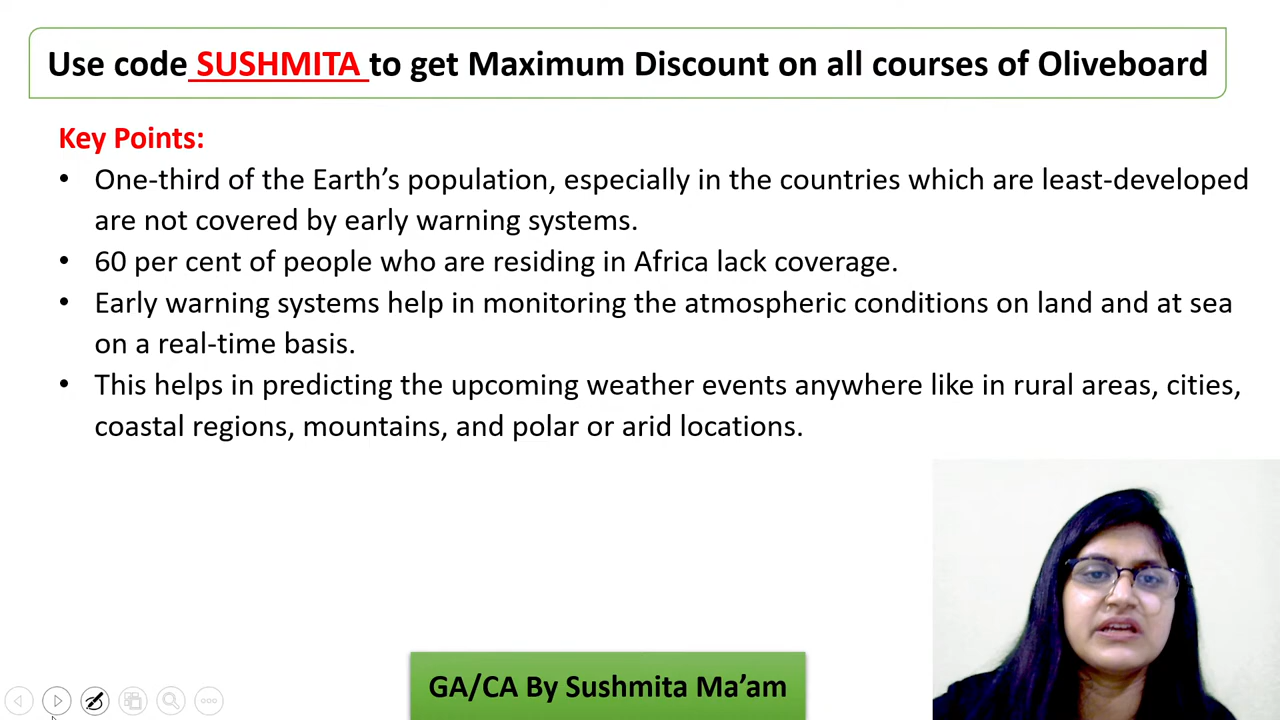 Use code SUSHMITA to get Maximum Discount on all courses of Oliveboard
Key Points:
• One-third of the Earth’s population, especially in the countries which are least-developed
are not covered by early warning systems.
• 60 per cent of people who are residing in Africa lack coverage.
• Early warning systems help in monitoring the atmospheric conditions on land and at sea
on a real-time basis.
• This helps in predicting the upcoming weather events anywhere like in rural areas, cities,
coastal regions, mountains, and polar or arid locations.
GA/CA By Sushmita Ma’am